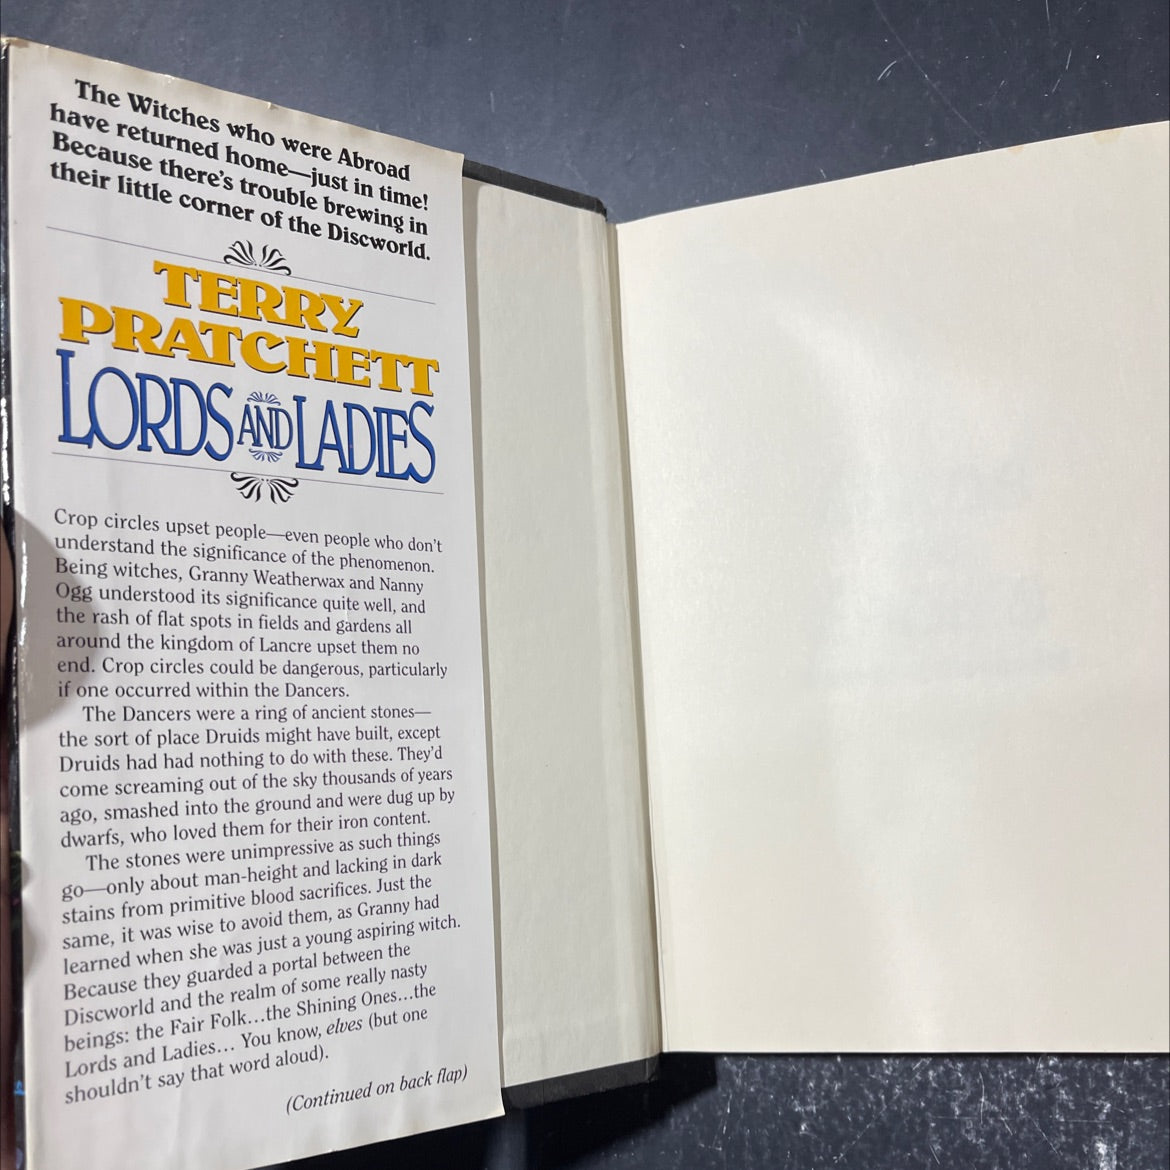 The Witches who were Abroad
have returned home—just in time!
Because there's trouble brewing in
their little corner of the Discworld.
TERRY
PRATCHETT
LORDS AND LADIES
Crop circles upset people—even people who don't
understand the significance of the phenomenon.
Being witches, Granny Weatherwax and Nanny
Ogg understood its significance quite well, and
the rash of flat spots in fields and gardens all
around the kingdom of Lancre upset them no
end. Crop circles could be dangerous, particularly
if one occurred within the Dancers.
The Dancers were a ring of ancient stones—
the sort of place Druids might have built, except
Druids had had nothing to do with these. They'd
come screaming out of the sky thousands of years
ago, smashed into the ground and were dug up by
dwarfs, who loved them for their iron content.
The stones were unimpressive as such things
go—only about man-height and lacking in dark
stains from primitive blood sacrifices. Just the
same, it was wise to avoid them, as Granny had
learned when she was just a young aspiring witch.
Because they guarded a portal between the
Discworld and the realm of some really nasty
beings: the Fair Folk...the Shining Ones...the
Lords and Ladies... You know, elves (but one
shouldn't say that word aloud).
(Continued on back flap)